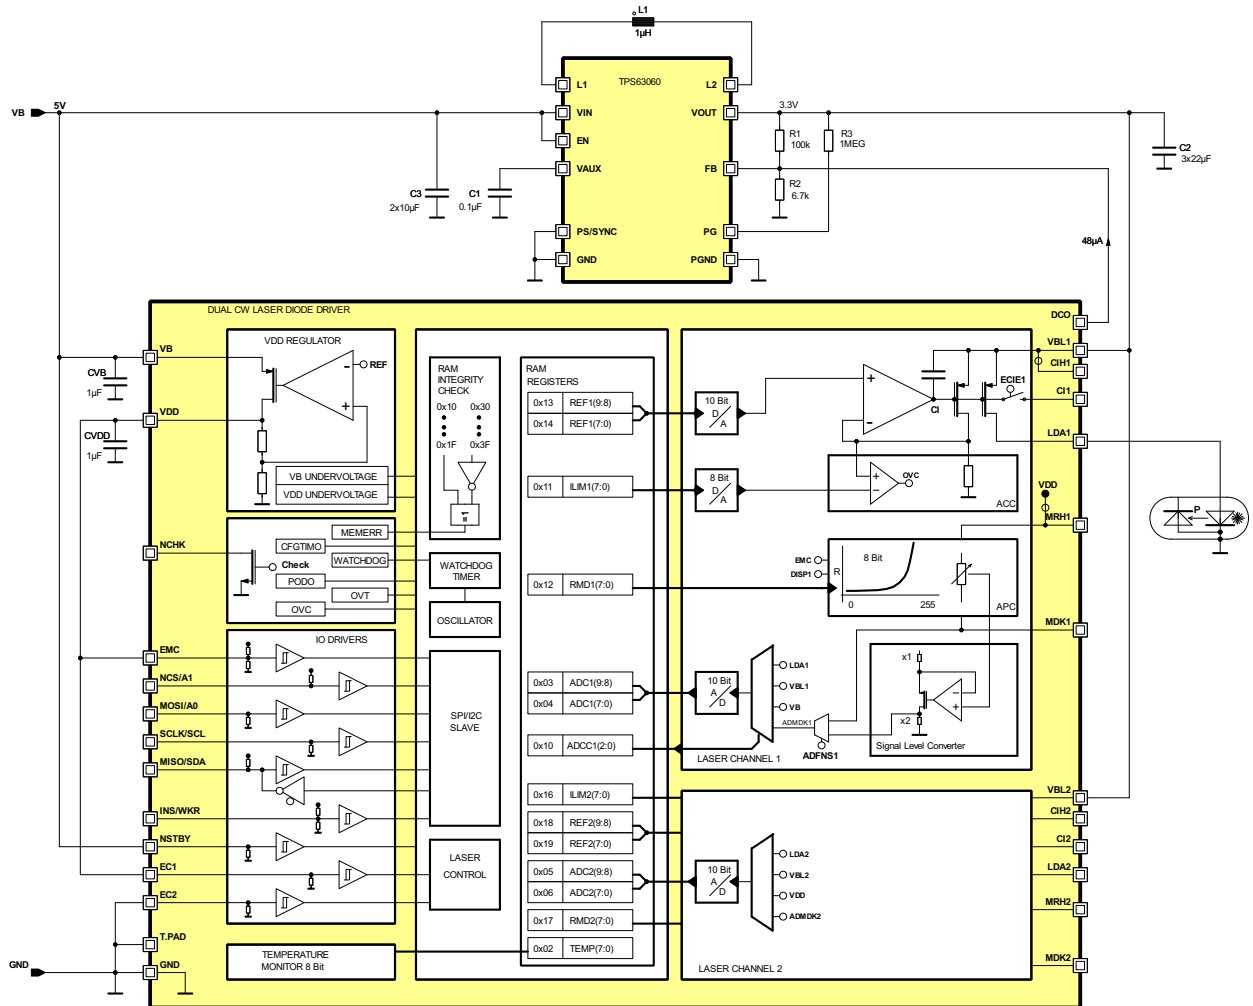 L1
1µH
TPS63060
L1
L2
VB
5V
VIN
VOUT
3.3V
EN
R1
100k
R3
1MEG
C2
3x22µF
VAUX
FB
C3
2x10µF
C1
0.1µF
R2
6.7k
PS/SYNC
PG
48µA
GND
PGND
DUAL CW LASER DIODE DRIVER
DCO
VDD REGULATOR
VB
REF
RAM
INTEGRITY
CHECK
RAM
REGISTERS
VBL1
CIH1
CVB
1µF
0x10
0x30
0x1F
0x3F
0x13
REF1(9:8)
0x14
REF1(7:0)
10 Bit
D
A
+
-
CI
ECIE1
CI1
VDD
CVDD
1µF
LDA1
VB UNDERVOLTAGE
VDD UNDERVOLTAGE
=1
0x11
ILIM1(7:0)
8 Bit
D
A
+
-
OVC
ACC
VDD
MRH1
P
MEMERR
NCHK
CFGTIMO
WATCHDOG
Check
PODO
OVT
OVC
WATCHDOG
TIMER
OSCILLATOR
0x12
RMD1(7:0)
EMC
DISP1
R
8 Bit
0
255
APC
MDK1
IO DRIVERS
EMC
NCS/A1
MOSI/A0
SCLK/SCL
MISO/SDA
INS/WKR
NSTBY
EC1
EC2
T.PAD
GND
GND
SPI/I2C
SLAVE
LASER
CONTROL
0x03
ADC1(9:8)
0x04
ADC1(7:0)
10 Bit
A
D
LDA1
VBL1
VB
ADMDK1
ADFNS1
x1
x2
-
+
Signal Level Converter
0x10
ADCC1(2:0)
LASER CHANNEL 1
0x16
ILIM2(7:0)
0x18
REF2(9:8)
0x19
REF2(7:0)
0x05
ADC2(9:8)
0x06
ADC2(7:0)
10 Bit
A
D
LDA2
VBL2
VDD
ADMDK2
0x17
RMD2(7:0)
0x02
TEMP(7:0)
VBL2
CIH2
CI2
LDA2
MRH2
MDK2
TEMPERATURE
MONITOR 8 Bit
LASER CHANNEL 2